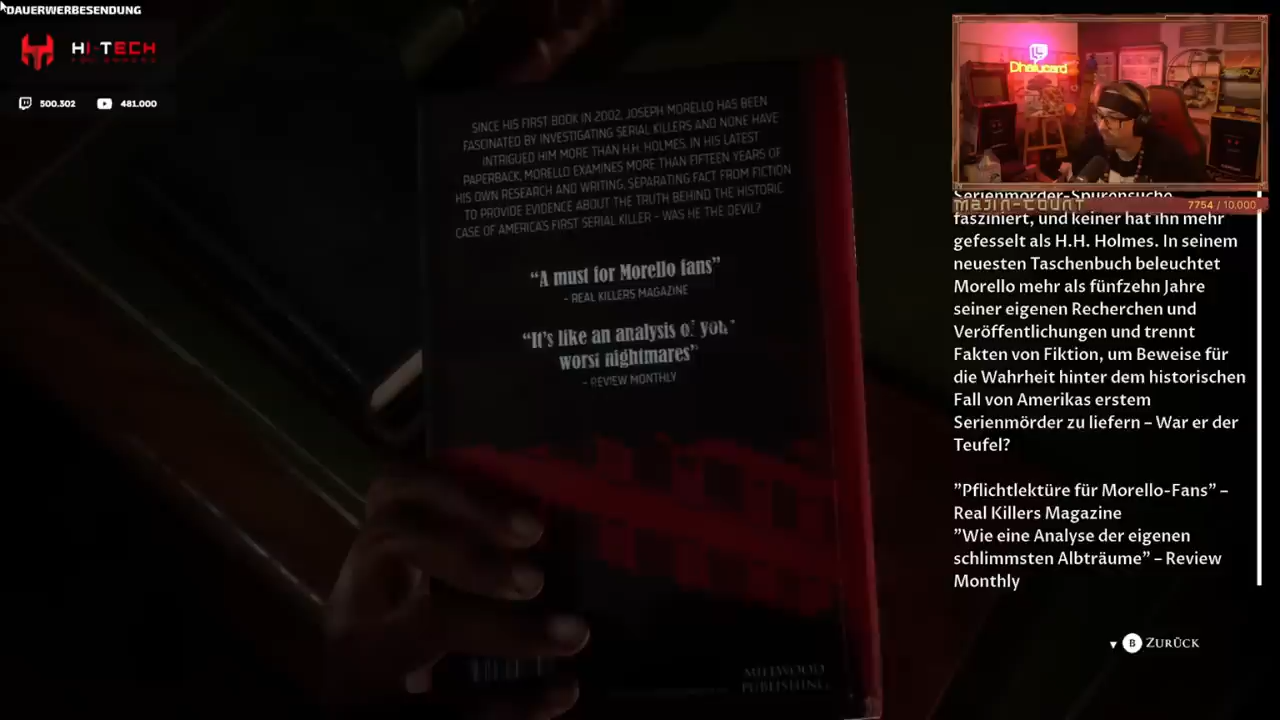 DAUERWERBESENDUNG
HI-TECH
500.502
481.000
SINCE HIS FIRST BOOK IN 2002, JOSEPH MORELLO HAS BEEN
FASCINATED BY INVESTIGATING SERIAL KILLERS AND NONE HAVE
INTRIGUED HIM MORE THAN H.H. HOLMES. IN HIS LATEST
PAPERBACK, MORELLO EXAMINES MORE THAN FIFTEEN YEARS OF
HIS OWN RESEARCH AND WRITING, SEPARATING FACT FROM FICTION
TO PROVIDE EVIDENCE ABOUT THE TRUTH BEHIND THE HISTORIC
CASE OF AMERICA'S FIRST SERIAL KILLER - WAS HE THE DEVIL?
“A must for Morello fans”
- REAL KILLERS MAGAZINE
“It's like an analysis of your
worst nightmares”
- REVIEW MONTHLY
MILLWOOD
PUBLISHING
Dhalucard
MAJIN-COUNT
7754 / 10.000
Serienmörder-Spurensuche
fasziniert, und keiner hat ihn mehr
gefesselt als H.H. Holmes. In seinem
neuesten Taschenbuch beleuchtet
Morello mehr als fünfzehn Jahre
seiner eigenen Recherchen und
Veröffentlichungen und trennt
Fakten von Fiktion, um Beweise für
die Wahrheit hinter dem historischen
Fall von Amerikas erstem
Serienmörder zu liefern – War er der
Teufel?
”Pflichtlektüre für Morello-Fans” –
Real Killers Magazine
”Wie eine Analyse der eigenen
schlimmsten Albträume” – Review
Monthly
B ZURÜCK